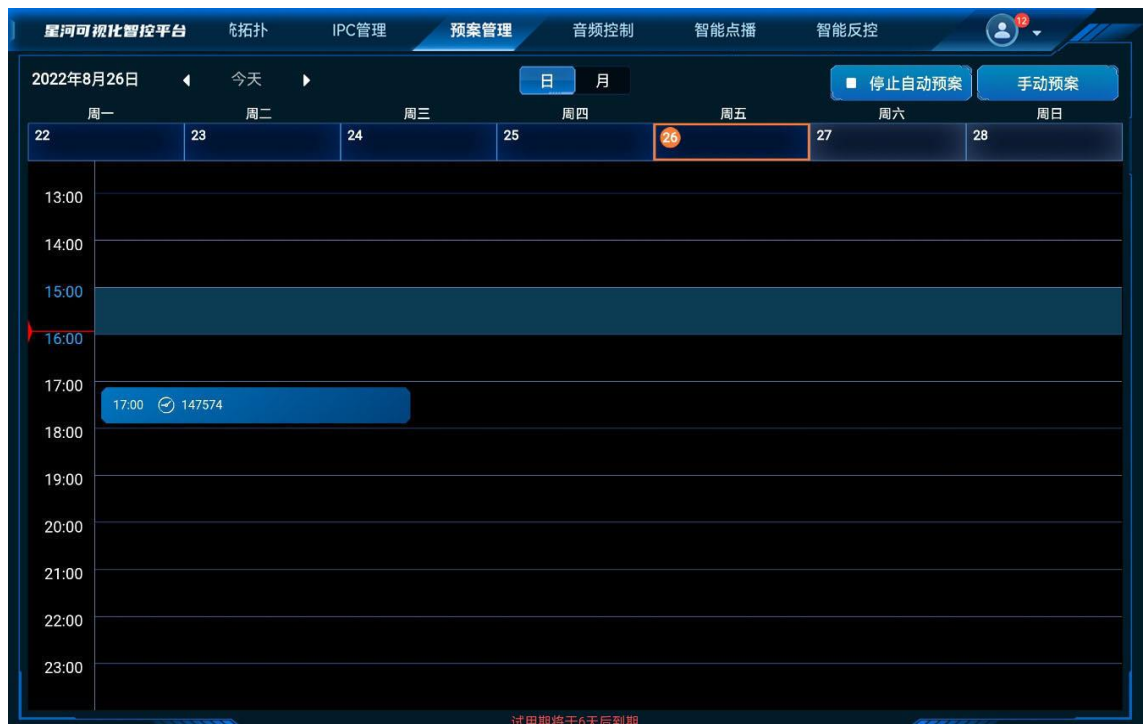 星河可视化智控平台 拓扑 IPC管理 预案管理 音频控制 智能点播 智能反控 12
2022年8月26日 今天 日 月 停止自动预案 手动预案
周一 周二 周三 周四 周五 周六 周日
22 23 24 25 26 27 28
13:00
14:00
15:00
16:00
17:00
17:00 147574
18:00
19:00
20:00
21:00
22:00
23:00
试用期将于6天后到期